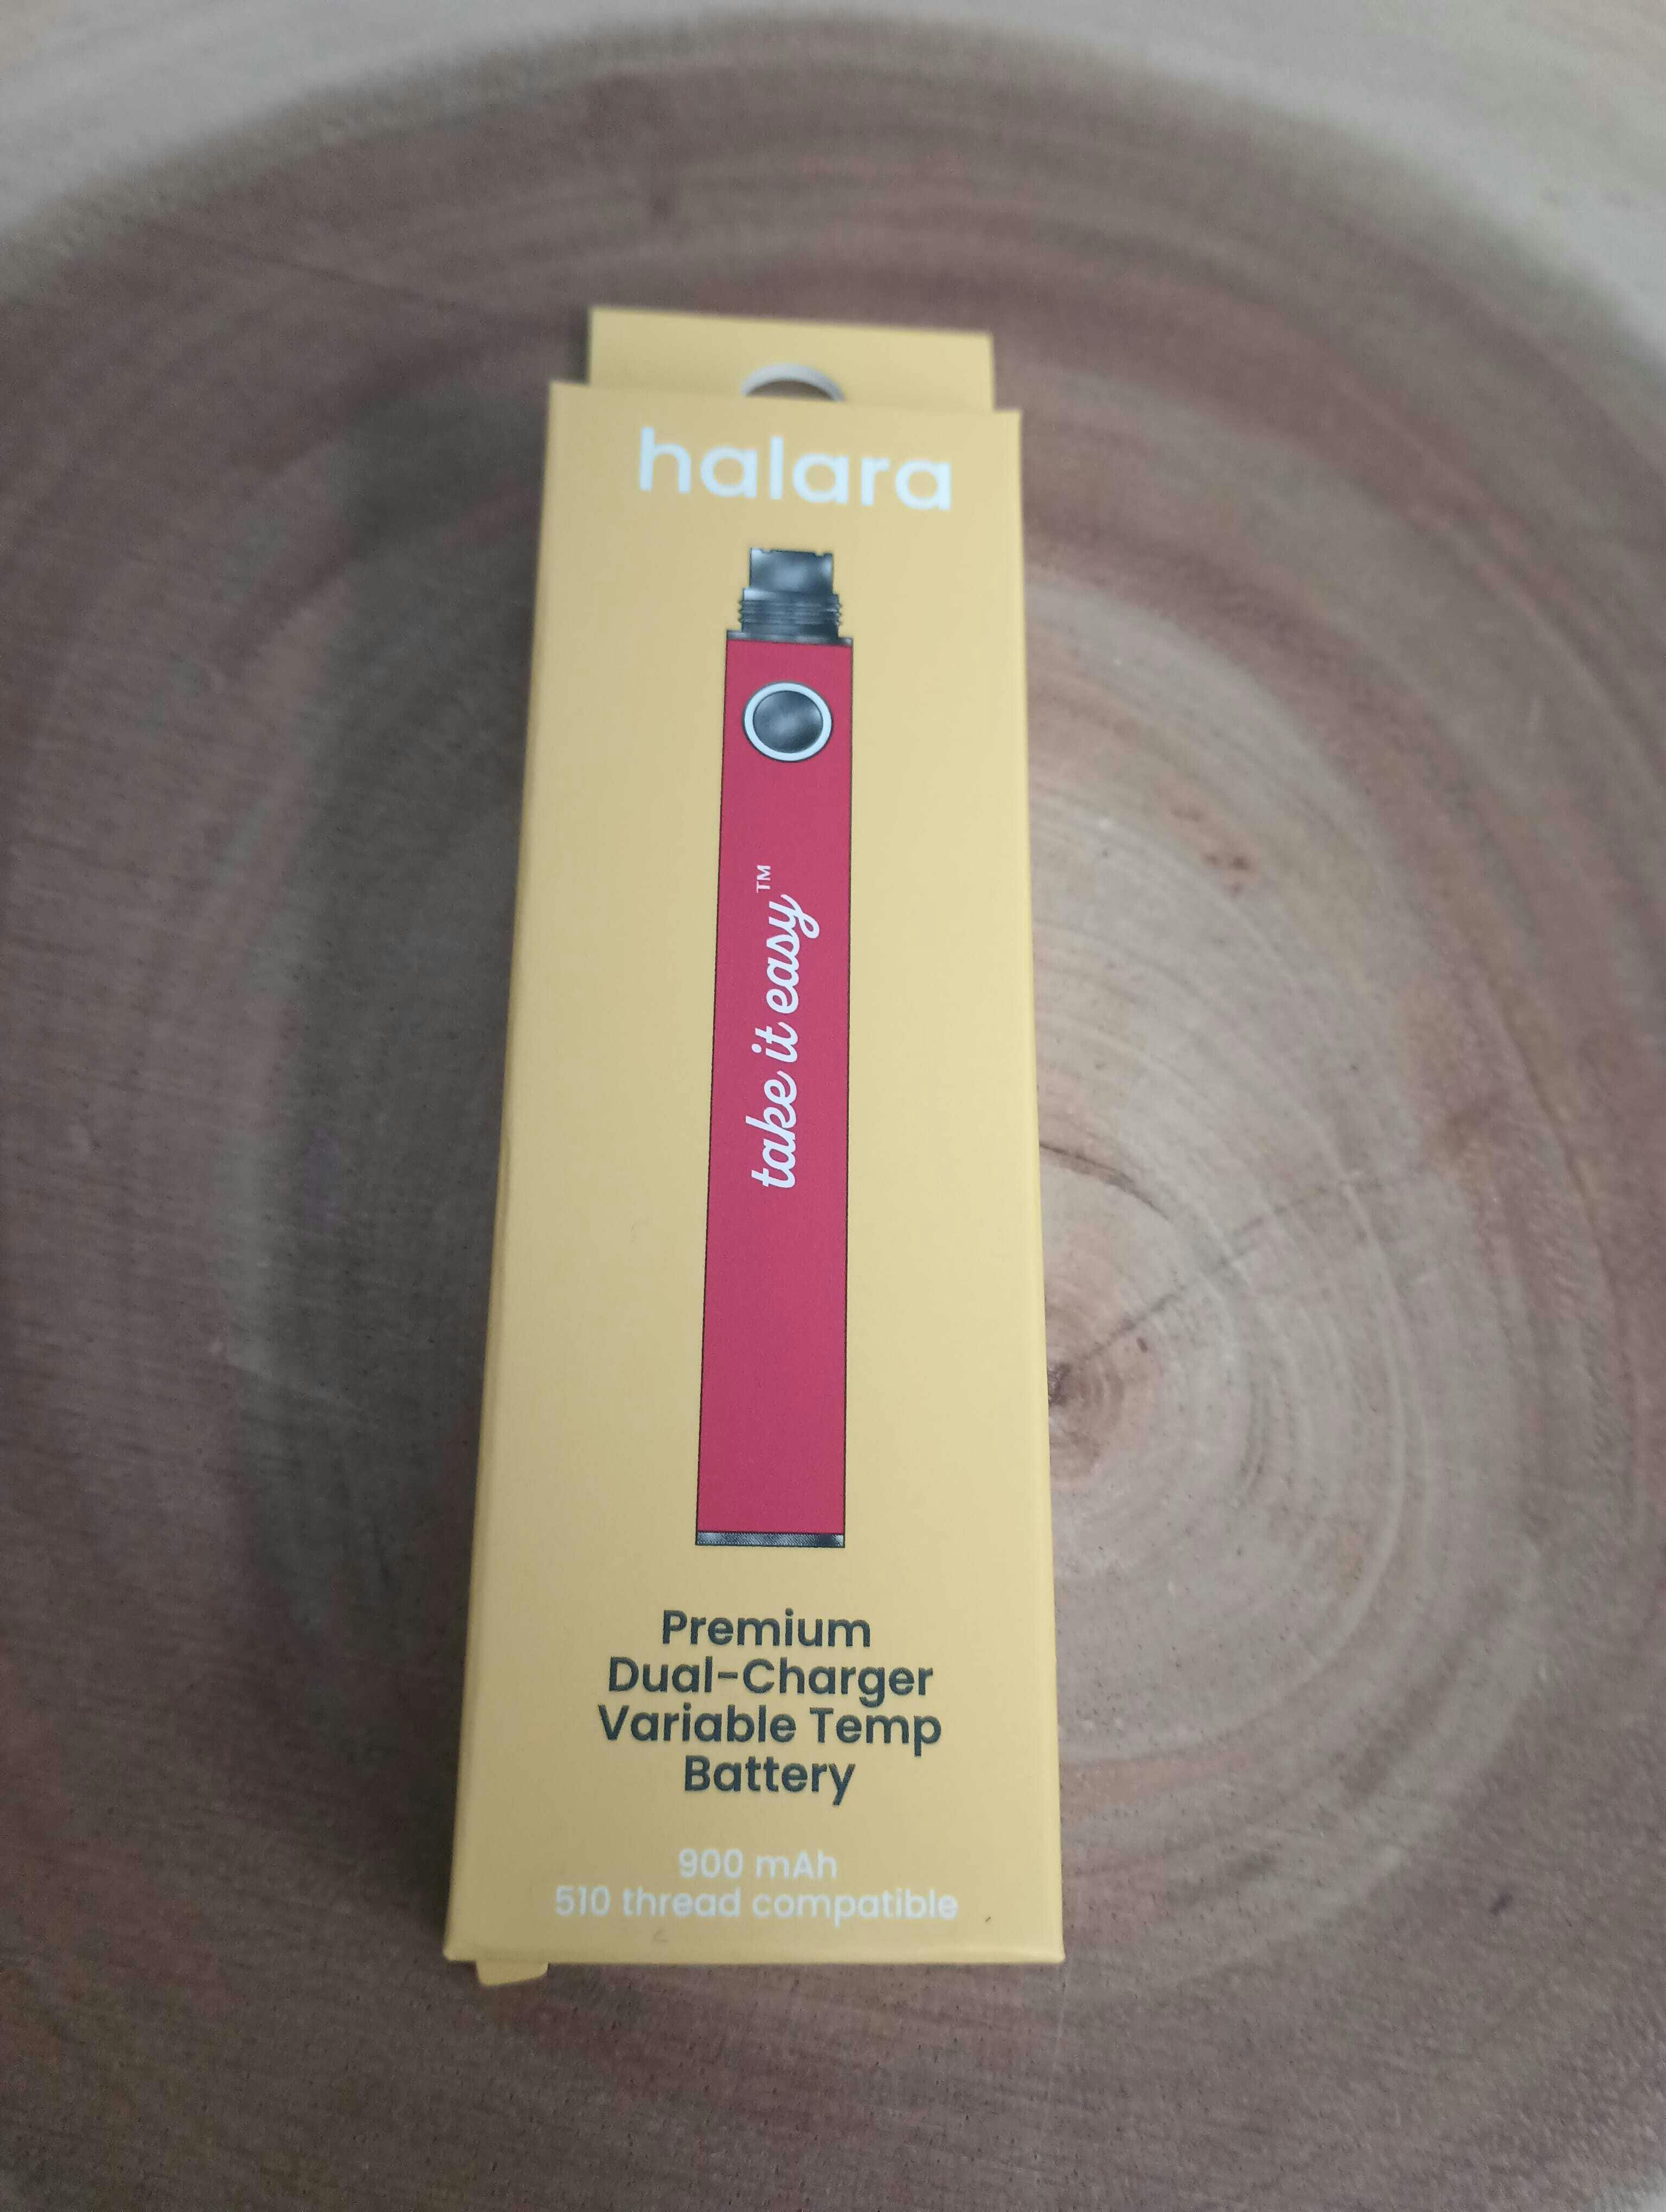 halara
take it easy™
Premium
Dual-Charger
Variable Temp
Battery
900 mAh
510 thread compatible